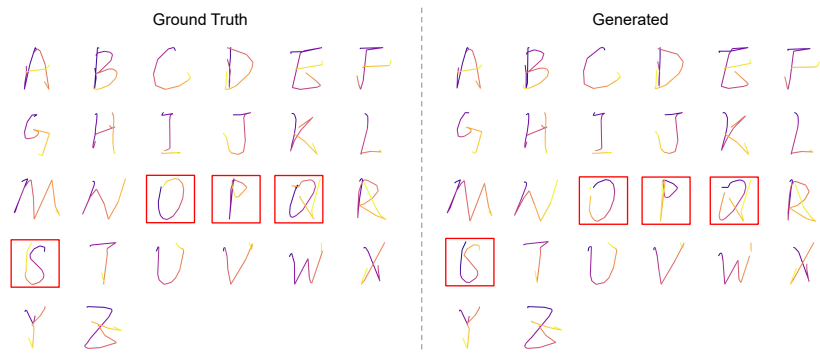 Ground Truth
Generated
A B C D E F
G H I J K L
M N O P Q R
S T U V W X
Y Z
A B C D E F
G H I J K L
M N O P Q R
S T U V W X
Y Z